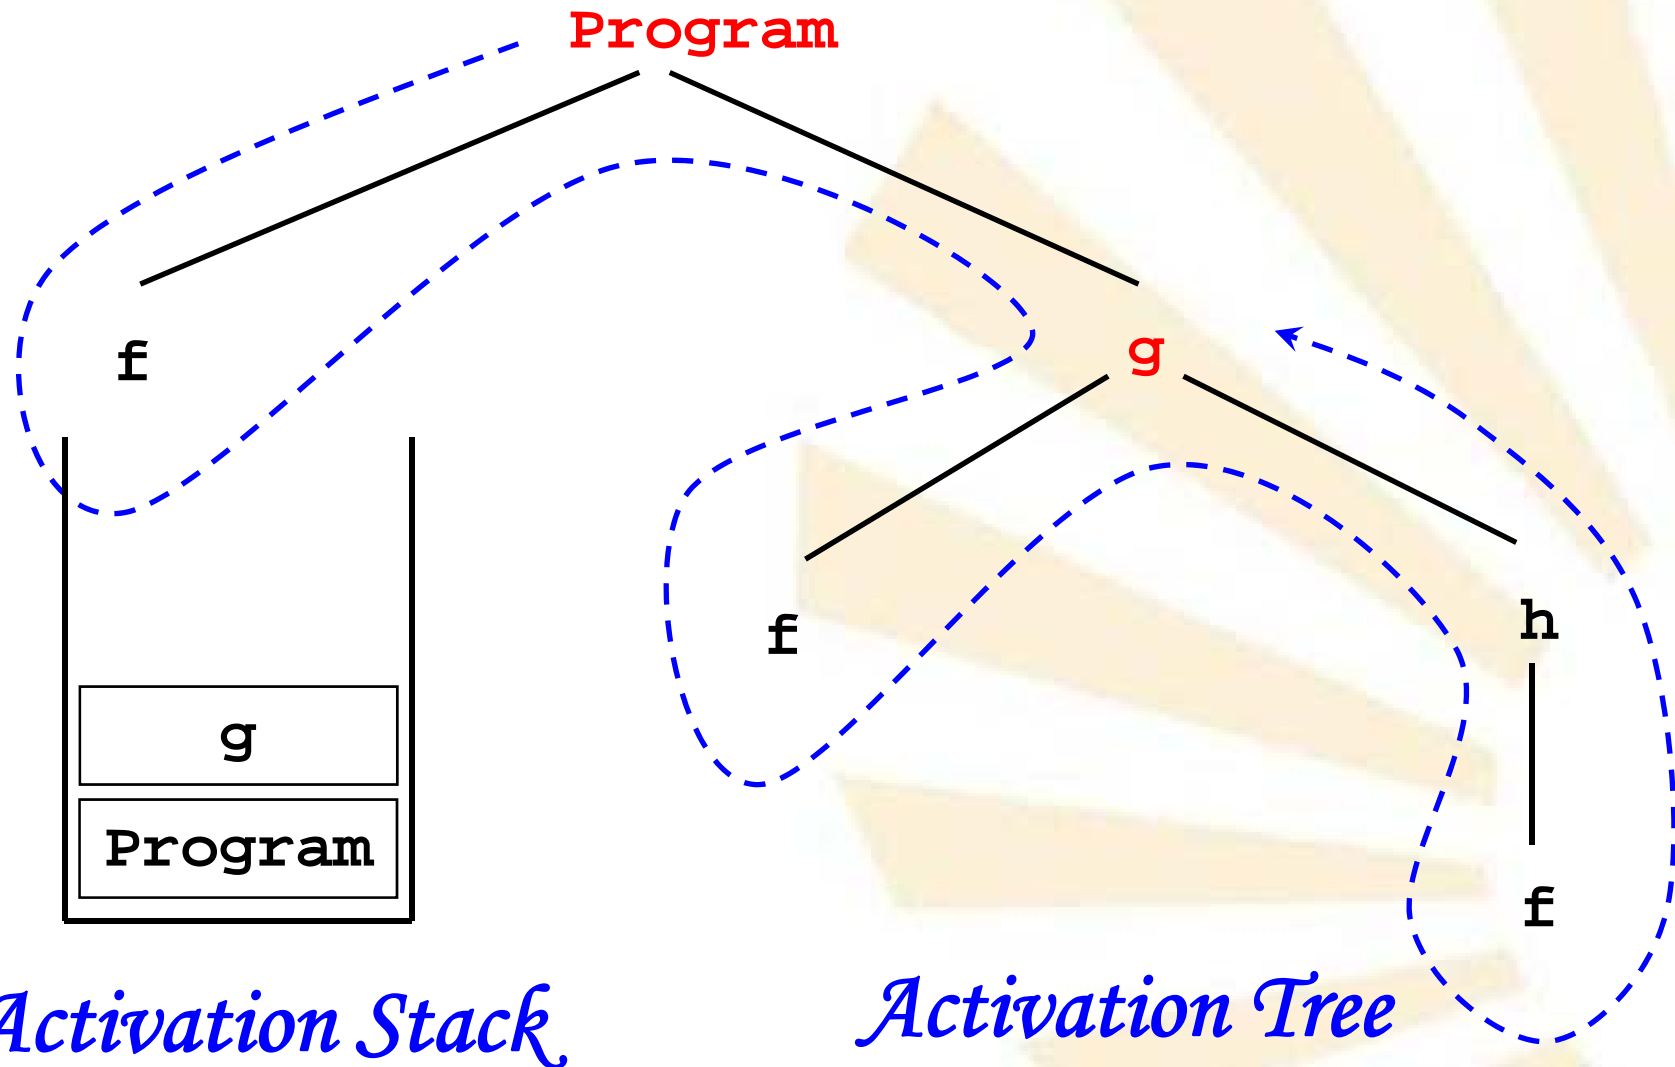 Program
f
g
f
h
g
Program
f
Activation Stack
Activation Tree